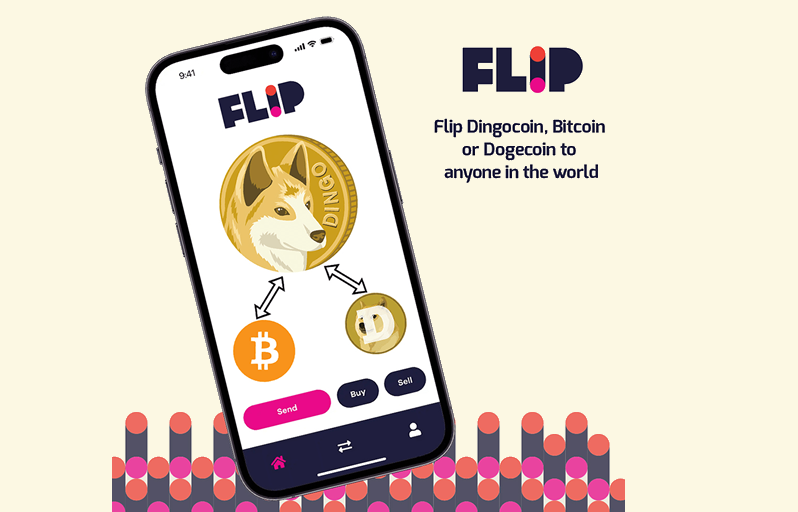 9:41
FLIP
DINGO
Send
Buy
Sell
FLIP
Flip Dingocoin, Bitcoin
or Dogecoin to
anyone in the world